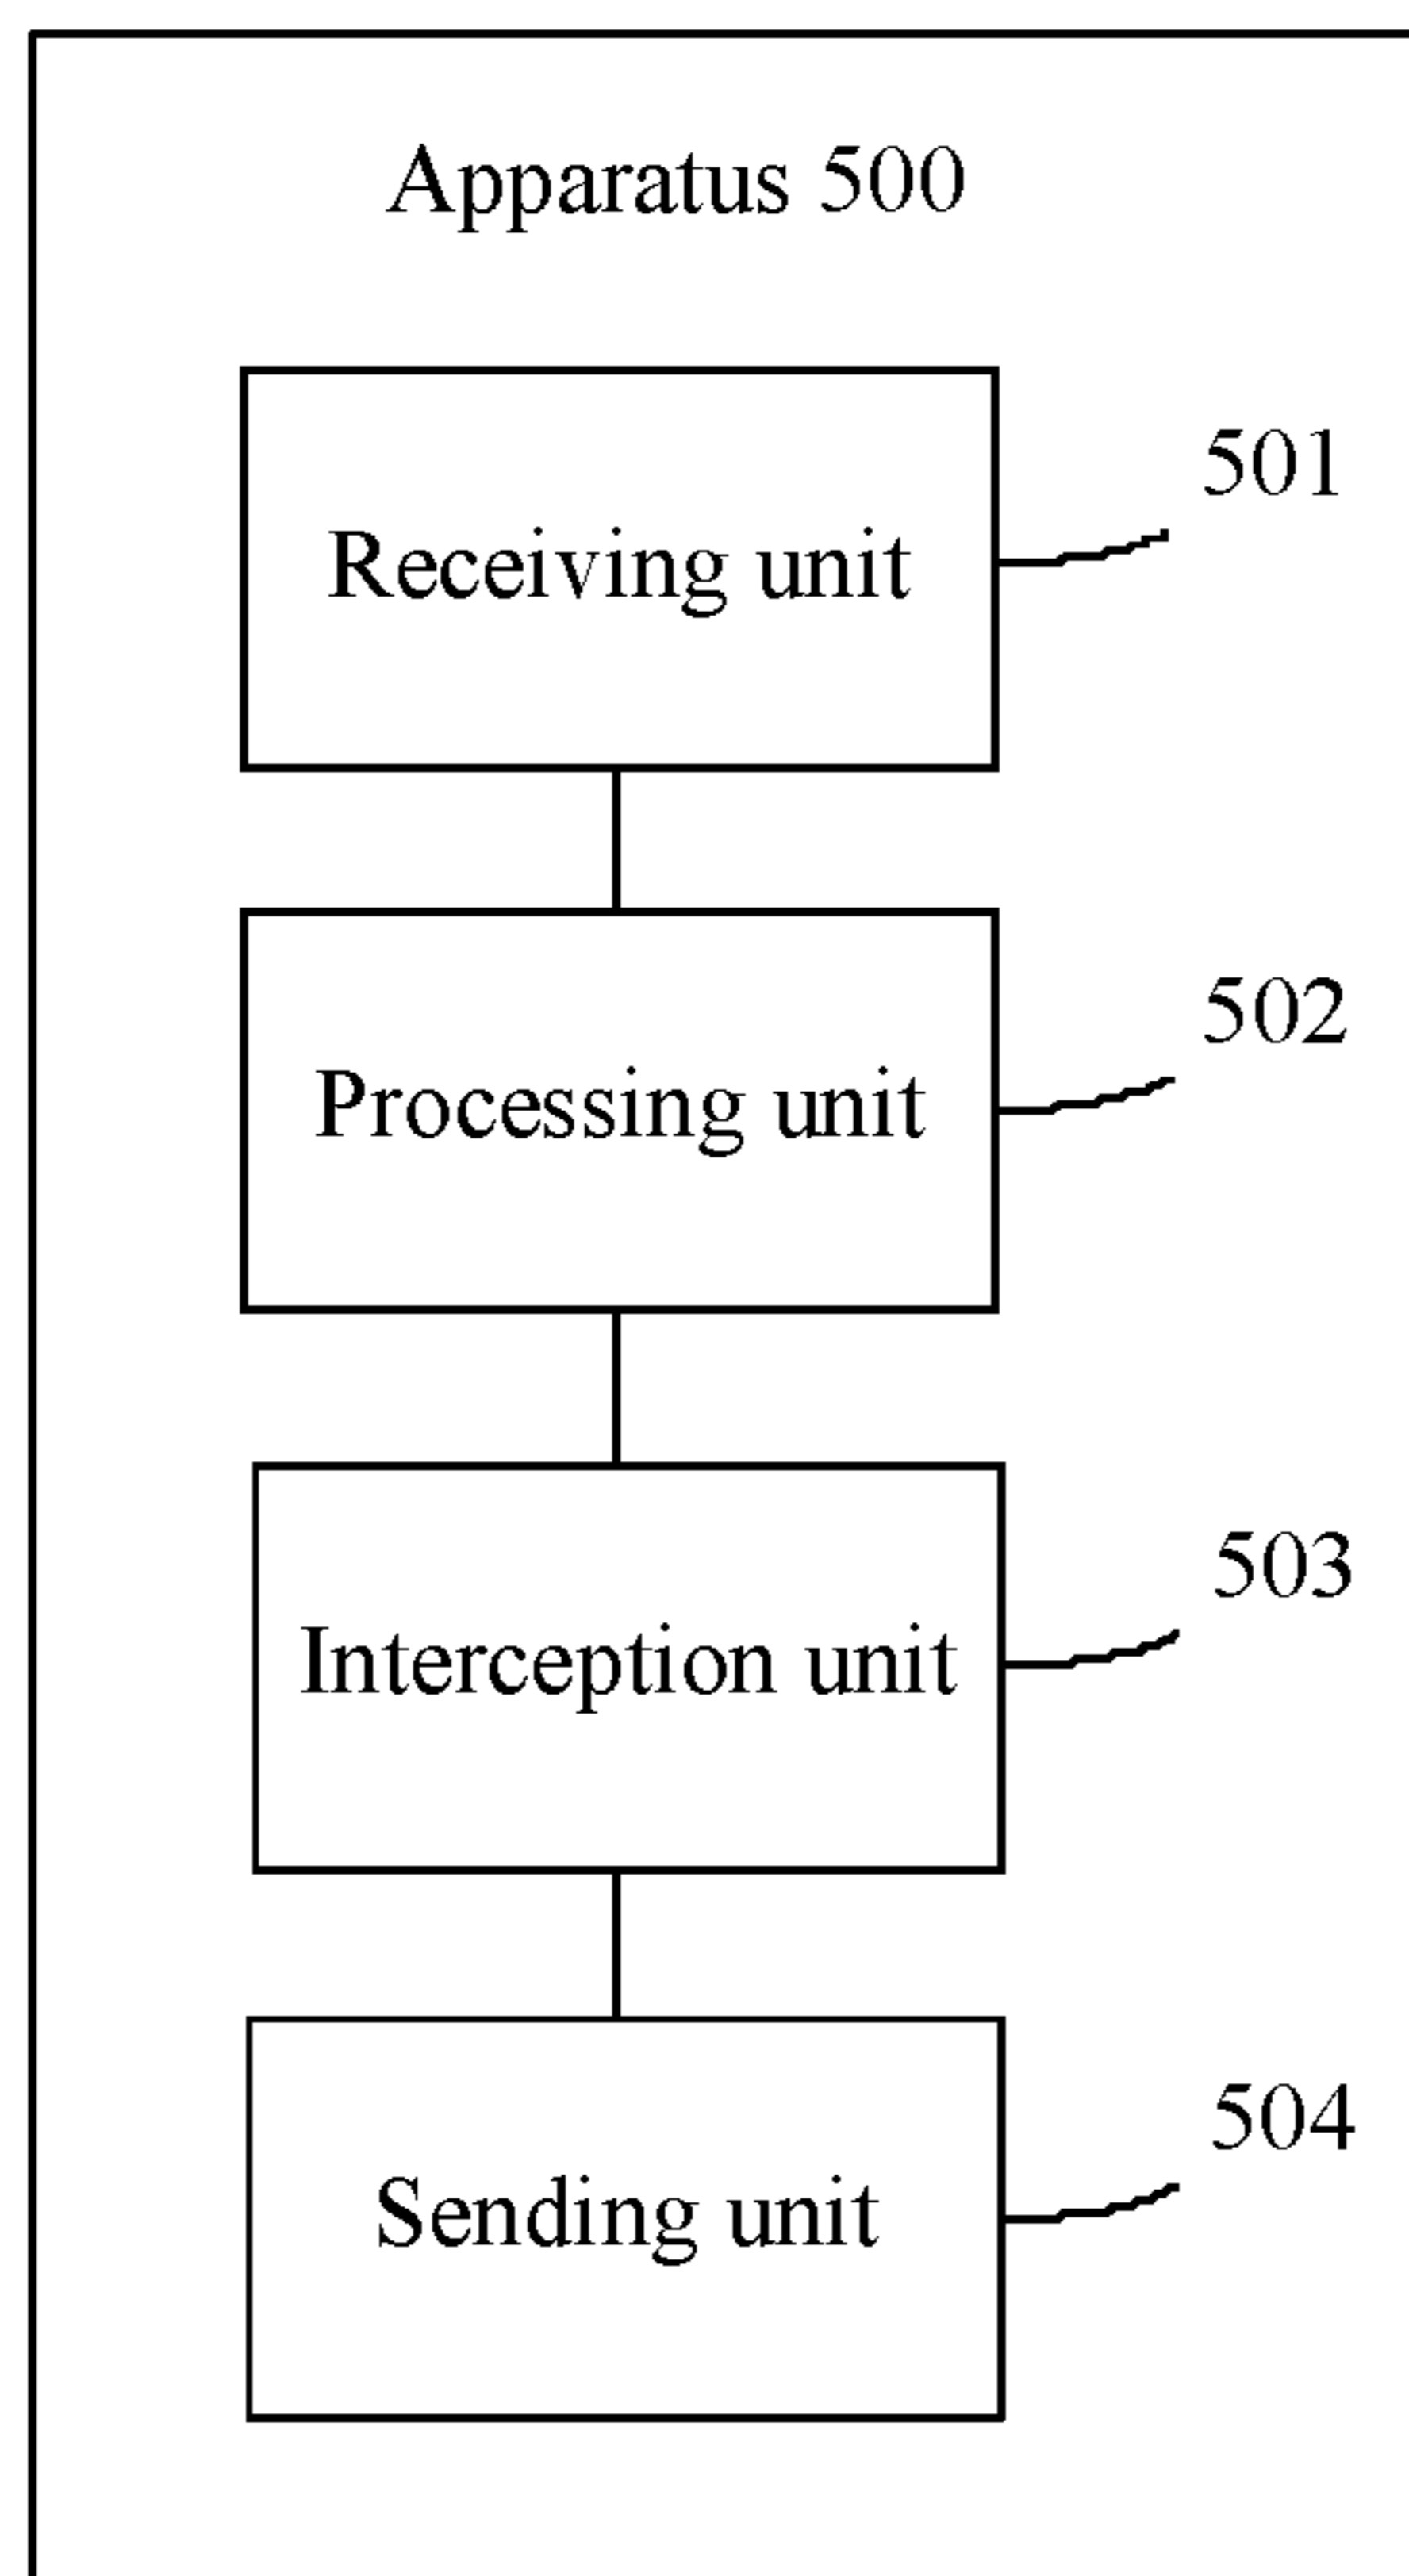 Apparatus 500
501
Receiving unit
502
Processing unit
503
Interception unit
504
Sending unit